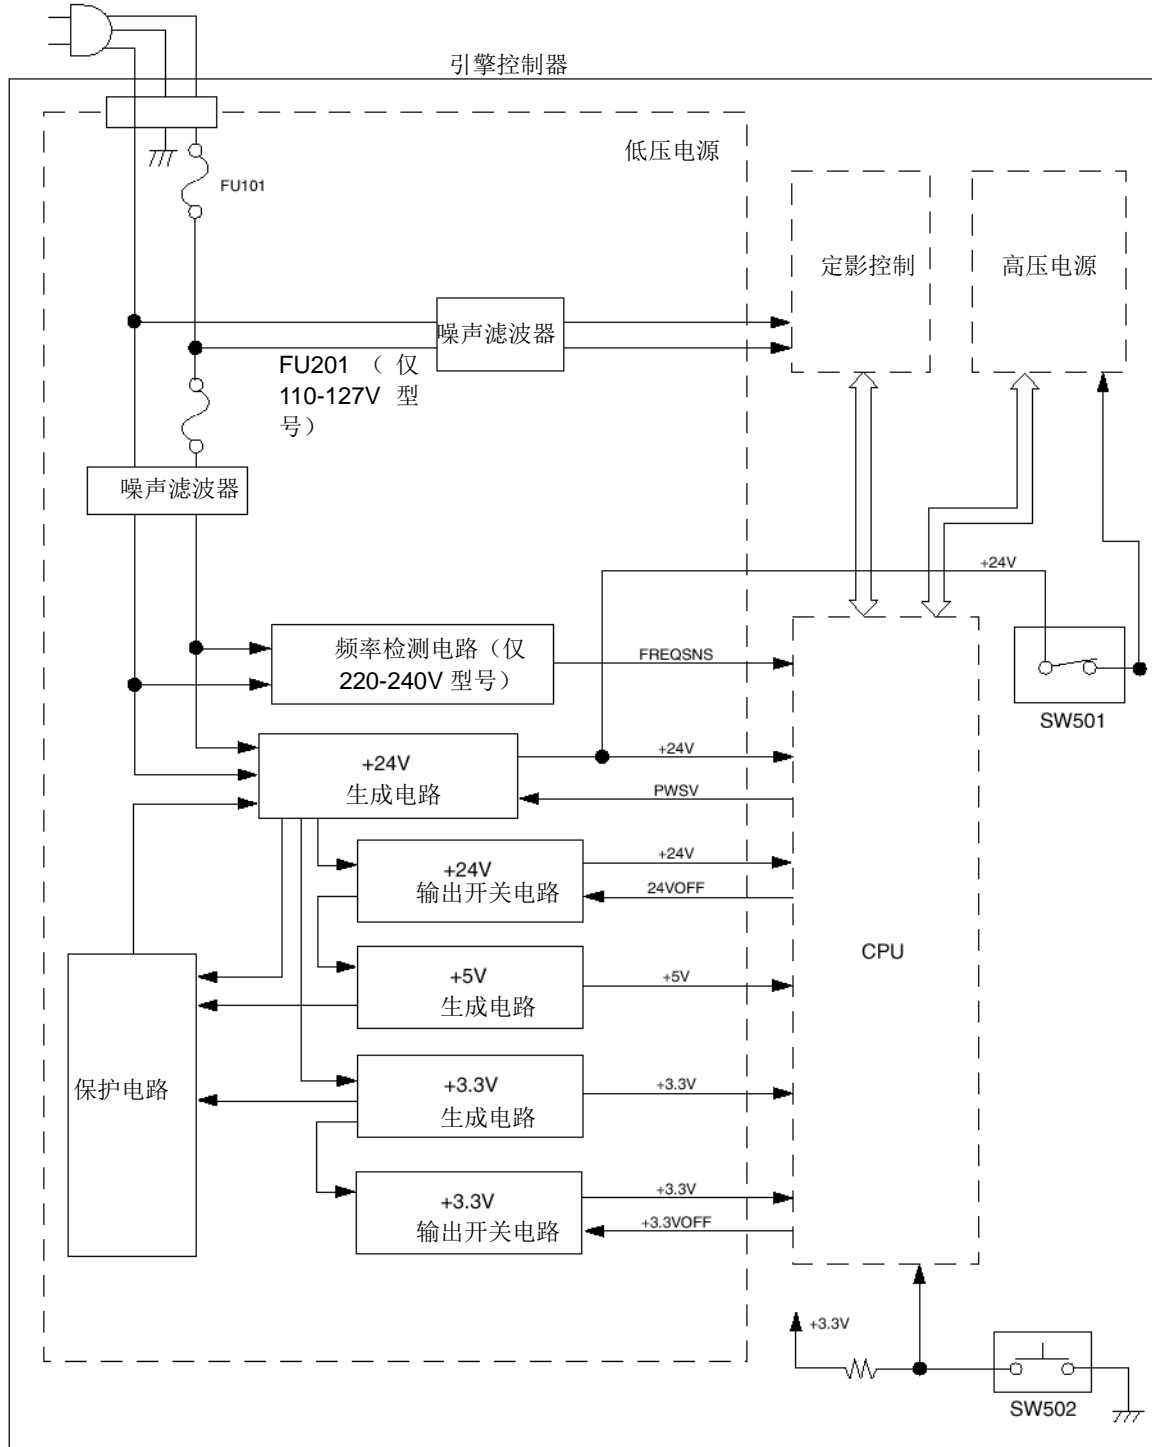 引擎控制器
低压电源
FU101
定影控制
高压电源
噪声滤波器
FU201 （ 仅
110-127V 型
号）
噪声滤波器
+24V
频率检测电路（仅
220-240V 型号）
FREQSNS
SW501
+24V
生成电路
+24V
PWSV
+24V
输出开关电路
+24V
24VOFF
CPU
+5V
生成电路
+5V
保护电路
+3.3V
生成电路
+3.3V
+3.3V
输出开关电路
+3.3V
+3.3VOFF
+3.3V
SW502